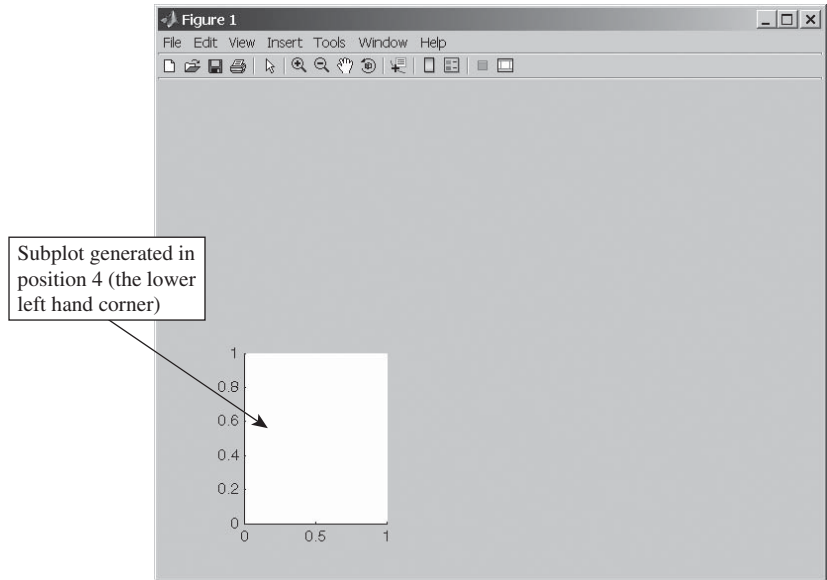 Figure 1
File Edit View Insert Tools Window Help
Subplot generated in
position 4 (the lower
left hand corner)
1
0.8
0.6
0.4
0.2
0
0 0.5 1